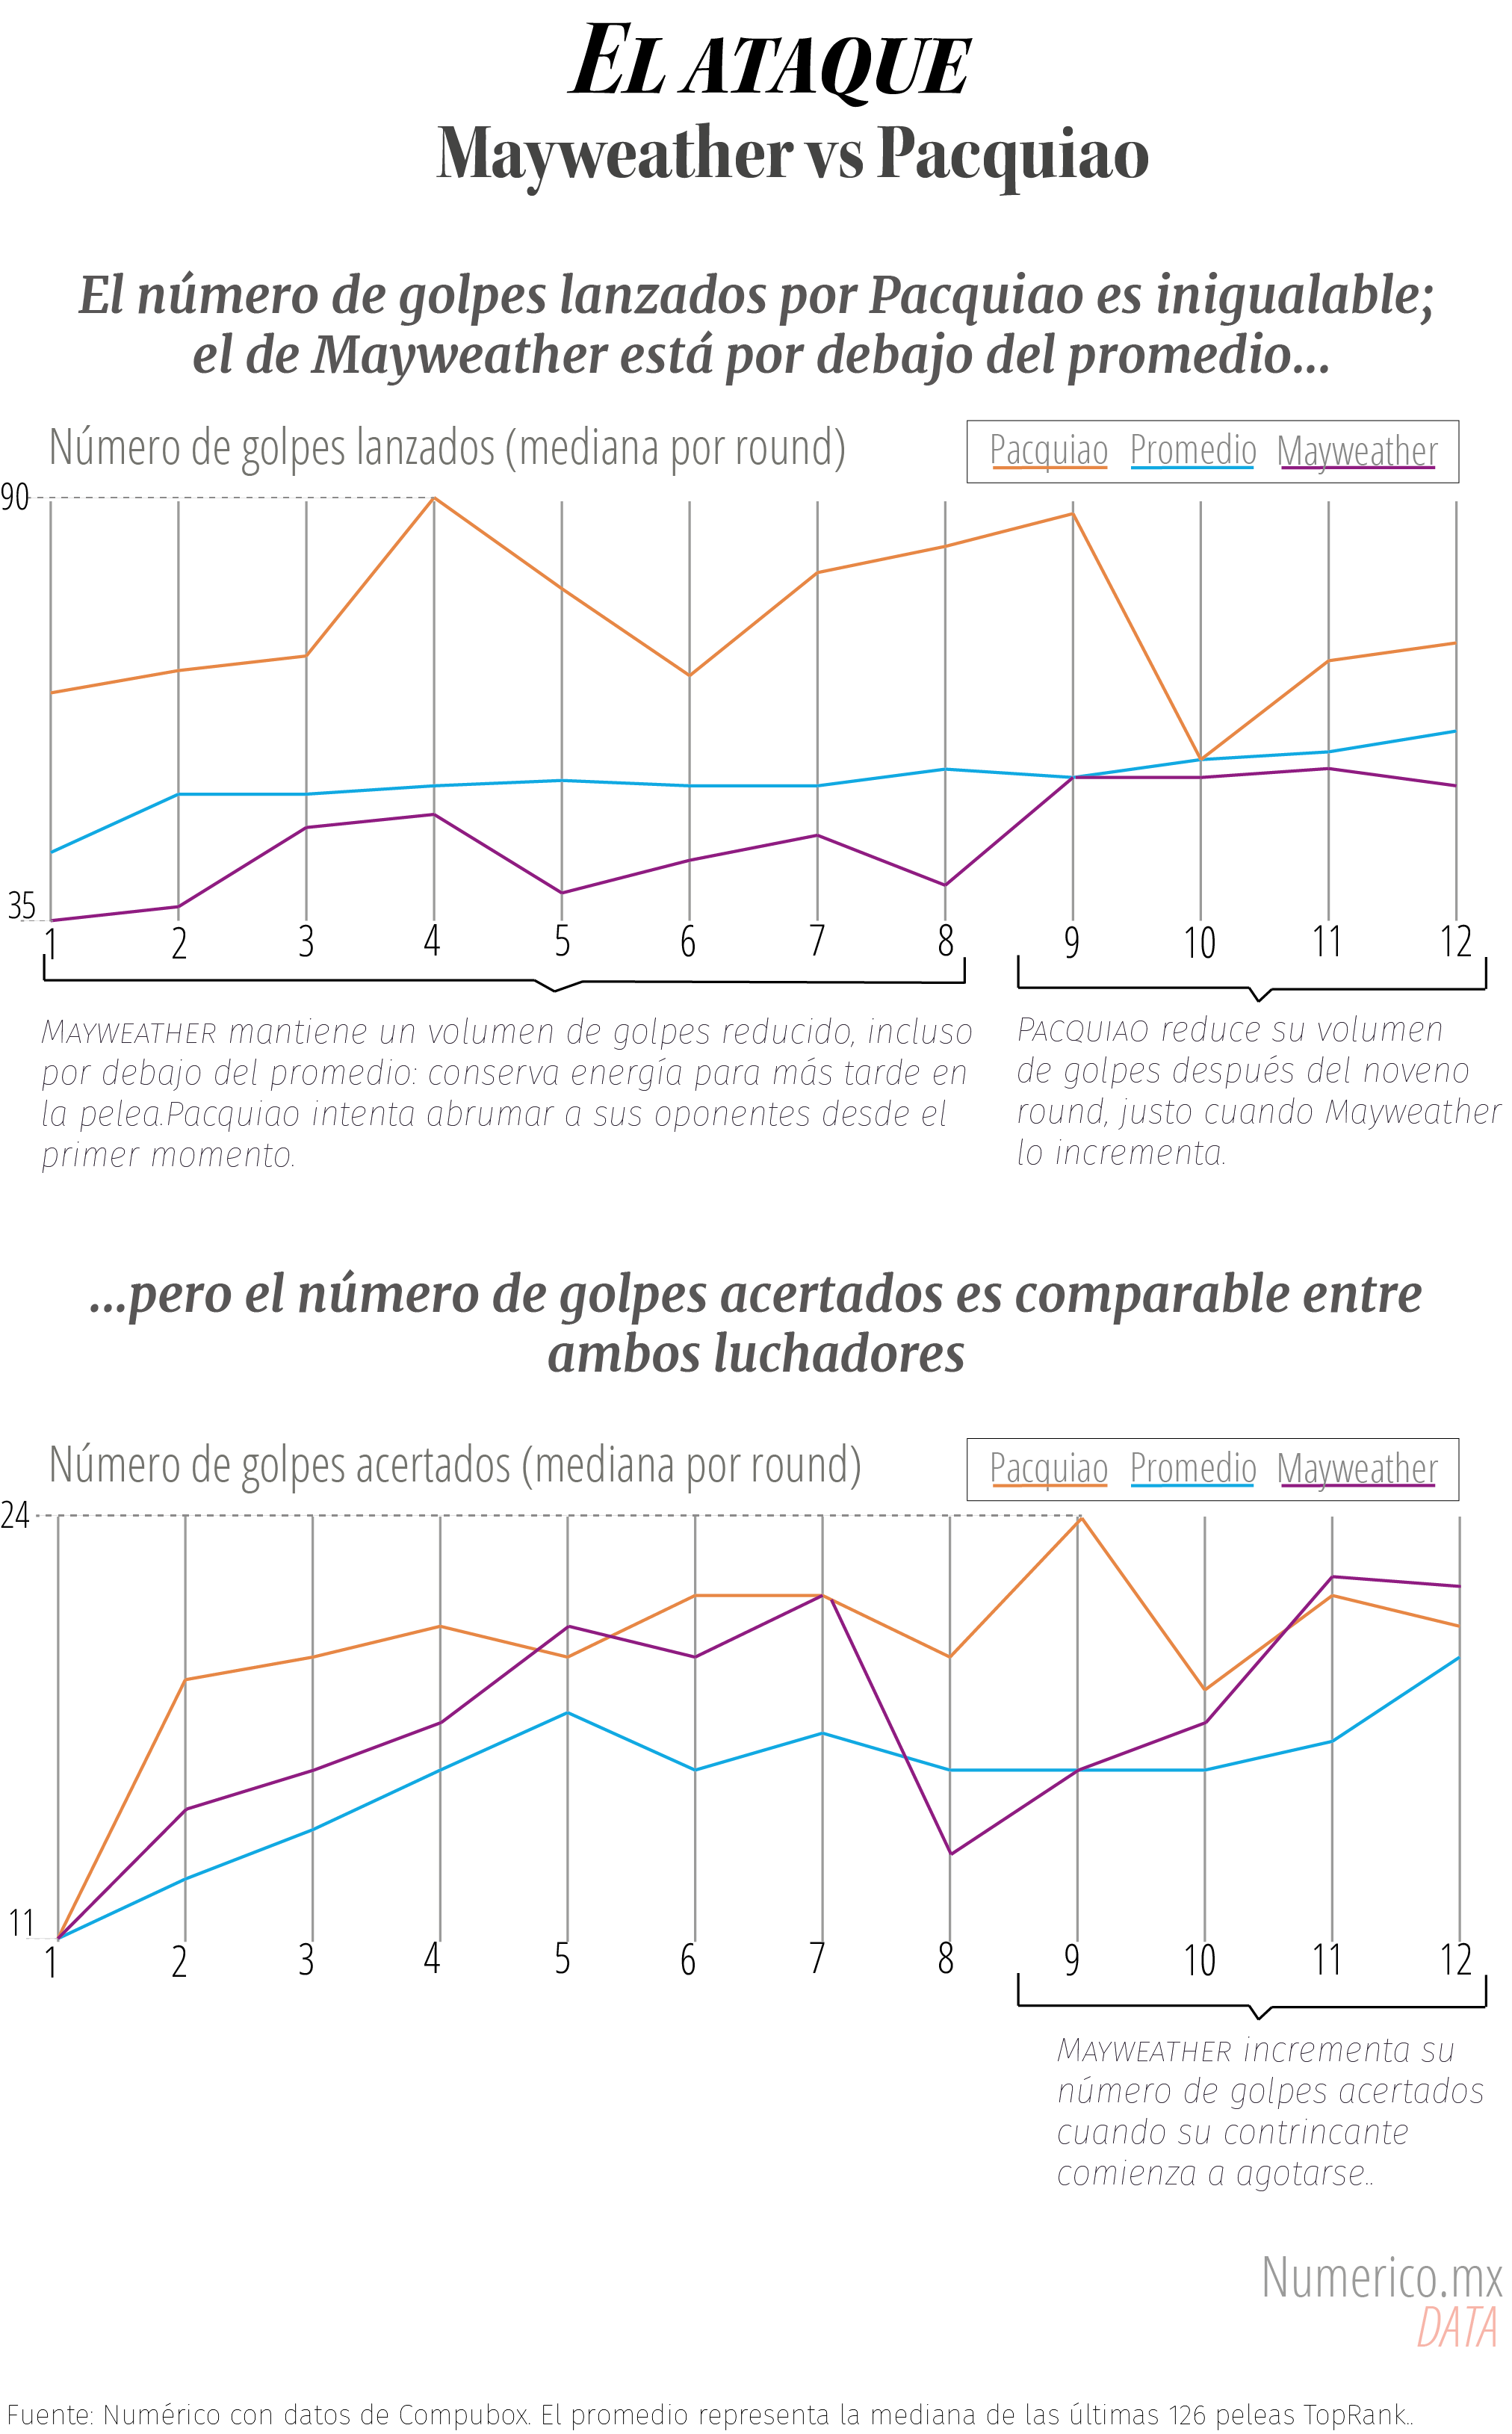 EL ATAQUE
Mayweather vs Pacquiao
El número de golpes lanzados por Pacquiao es inigualable;
el de Mayweather está por debajo del promedio...
Número de golpes lanzados (mediana por round)
Pacquiao Promedio Mayweather
90
35
1 2 3 4 5 6 7 8 9 10 11 12
MAYWEATHER mantiene un volumen de golpes reducido, incluso
por debajo del promedio: conserva energía para más tarde en
la pelea.Pacquiao intenta abrumar a sus oponentes desde el
primer momento.
PACQUIAO reduce su volumen
de golpes después del noveno
round, justo cuando Mayweather
lo incrementa.
...pero el número de golpes acertados es comparable entre
ambos luchadores
Número de golpes acertados (mediana por round)
Pacquiao Promedio Mayweather
24
11
1 2 3 4 5 6 7 8 9 10 11 12
MAYWEATHER incrementa su
número de golpes acertados
cuando su contrincante
comienza a agotarse..
Numerico.mx
DATA
Fuente: Numérico con datos de Compubox. El promedio representa la mediana de las últimas 126 peleas TopRank..